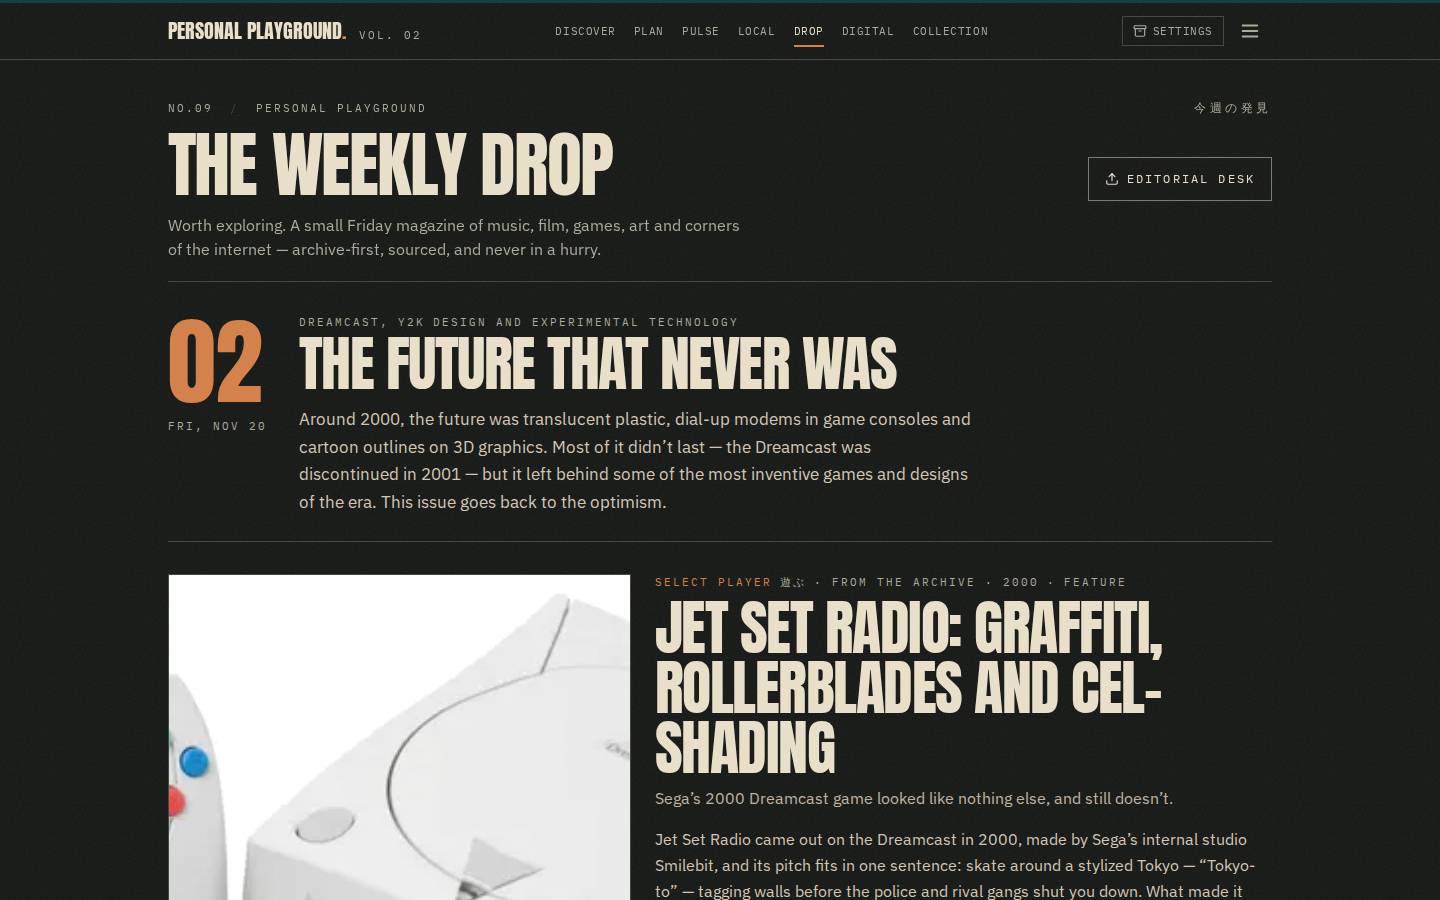 PERSONAL PLAYGROUND. VOL. 02
DISCOVER PLAN PULSE LOCAL DROP DIGITAL COLLECTION
SETTINGS
NO.09 / PERSONAL PLAYGROUND
今週の発見
THE WEEKLY DROP
EDITORIAL DESK
Worth exploring. A small Friday magazine of music, film, games, art and corners
of the internet — archive-first, sourced, and never in a hurry.
02
FRI, NOV 20
DREAMCAST, Y2K DESIGN AND EXPERIMENTAL TECHNOLOGY
THE FUTURE THAT NEVER WAS
Around 2000, the future was translucent plastic, dial-up modems in game consoles and
cartoon outlines on 3D graphics. Most of it didn’t last — the Dreamcast was
discontinued in 2001 — but it left behind some of the most inventive games and designs
of the era. This issue goes back to the optimism.
SELECT PLAYER 遊ぶ · FROM THE ARCHIVE · 2000 · FEATURE
JET SET RADIO: GRAFFITI,
ROLLERBLADES AND CEL-
SHADING
Sega’s 2000 Dreamcast game looked like nothing else, and still doesn’t.
Jet Set Radio came out on the Dreamcast in 2000, made by Sega’s internal studio
Smilebit, and its pitch fits in one sentence: skate around a stylized Tokyo — “Tokyo-
to” — tagging walls before the police and rival gangs shut you down. What made it